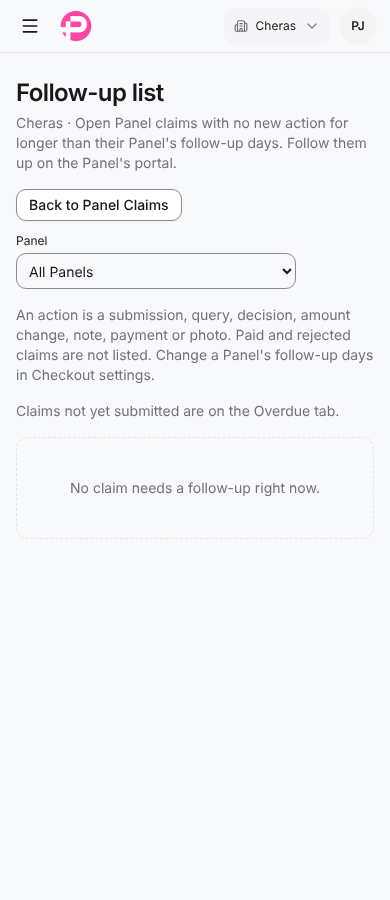 Cheras
PJ
Follow-up list
Cheras · Open Panel claims with no new action for
longer than their Panel's follow-up days. Follow them
up on the Panel's portal.
Back to Panel Claims
Panel
All Panels
An action is a submission, query, decision, amount
change, note, payment or photo. Paid and rejected
claims are not listed. Change a Panel's follow-up days
in Checkout settings.
Claims not yet submitted are on the Overdue tab.
No claim needs a follow-up right now.